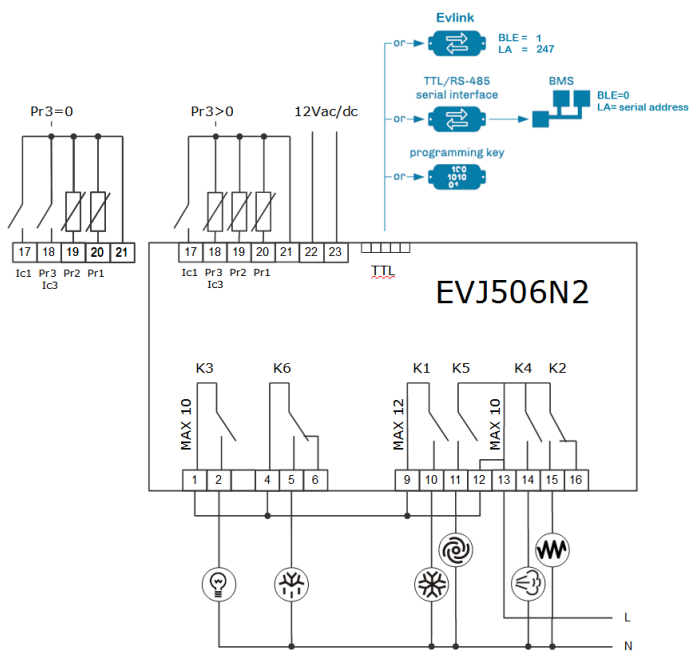 Evlink
or
BLE = 1
LA = 247
TTL/RS-485
serial interface
BMS
or
BLE=0
LA= serial address
programming key
or
100
1010
01
Pr3=0
Pr3>0
12Vac/dc
17 18 19 20 21
17 18 19 20 21 22 23
Ic1 Pr3 Pr2 Pr1
Ic3
Ic1 Pr3 Pr2 Pr1
Ic3
TTL
EVJ506N2
K3 K6 K1 K5 K4 K2
MAX 10
MAX 12
MAX 10
1 2 4 5 6
9 10 11 12 13 14 15 16
L
N